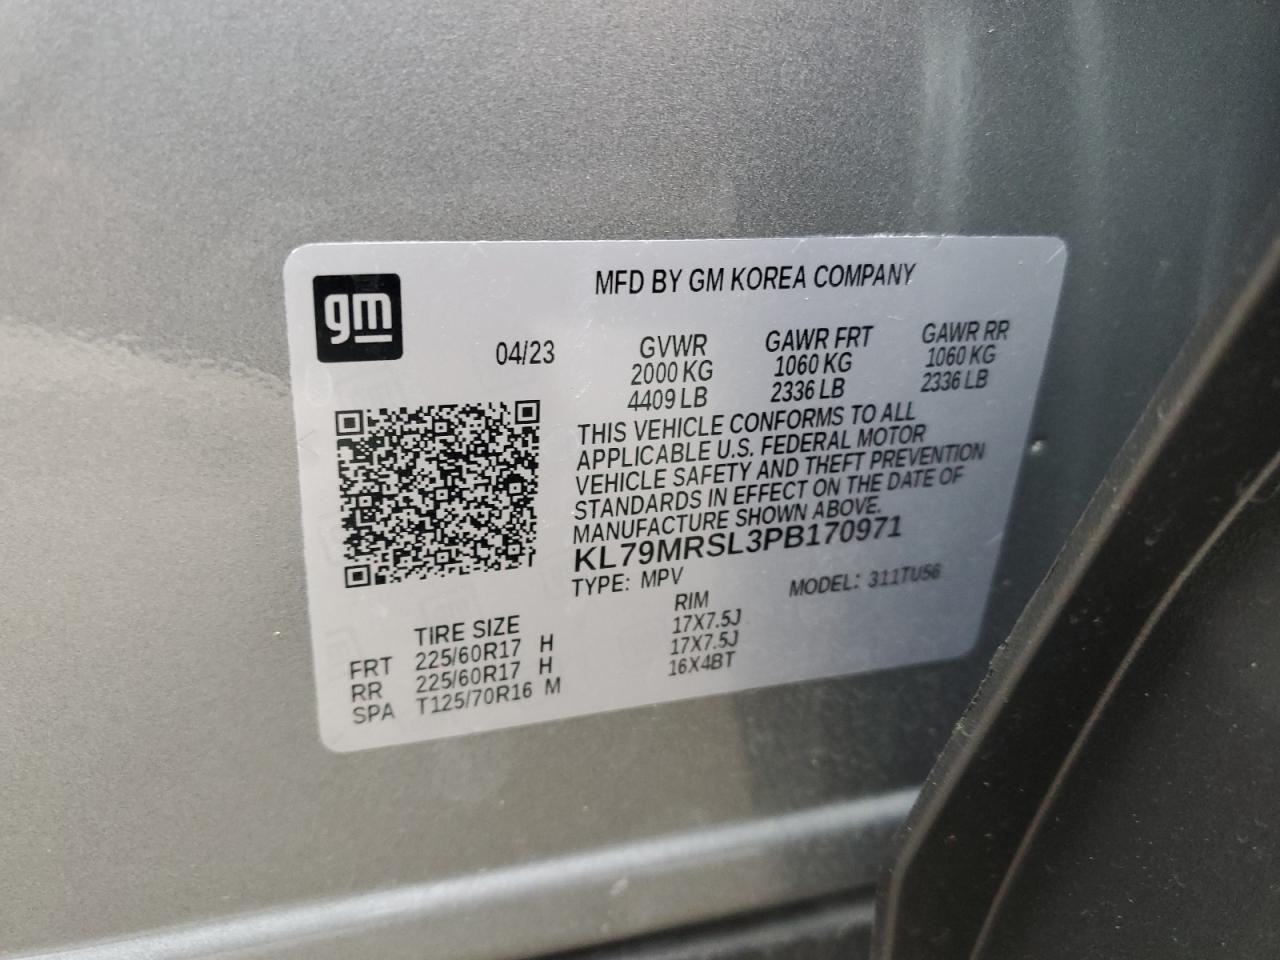 gm
MFD BY GM KOREA COMPANY
04/23
GVWR GAWR FRT GAWR RR
2000 KG 1060 KG 1060 KG
4409 LB 2336 LB 2336 LB
THIS VEHICLE CONFORMS TO ALL
APPLICABLE U.S. FEDERAL MOTOR
VEHICLE SAFETY AND THEFT PREVENTION
STANDARDS IN EFFECT ON THE DATE OF
MANUFACTURE SHOWN ABOVE.
KL79MRSL3PB170971
TYPE: MPV MODEL: 311TU56
TIRE SIZE RIM
FRT 225/60R17 H 17X7.5J
RR 225/60R17 H 17X7.5J
SPA T125/70R16 M 16X4BT